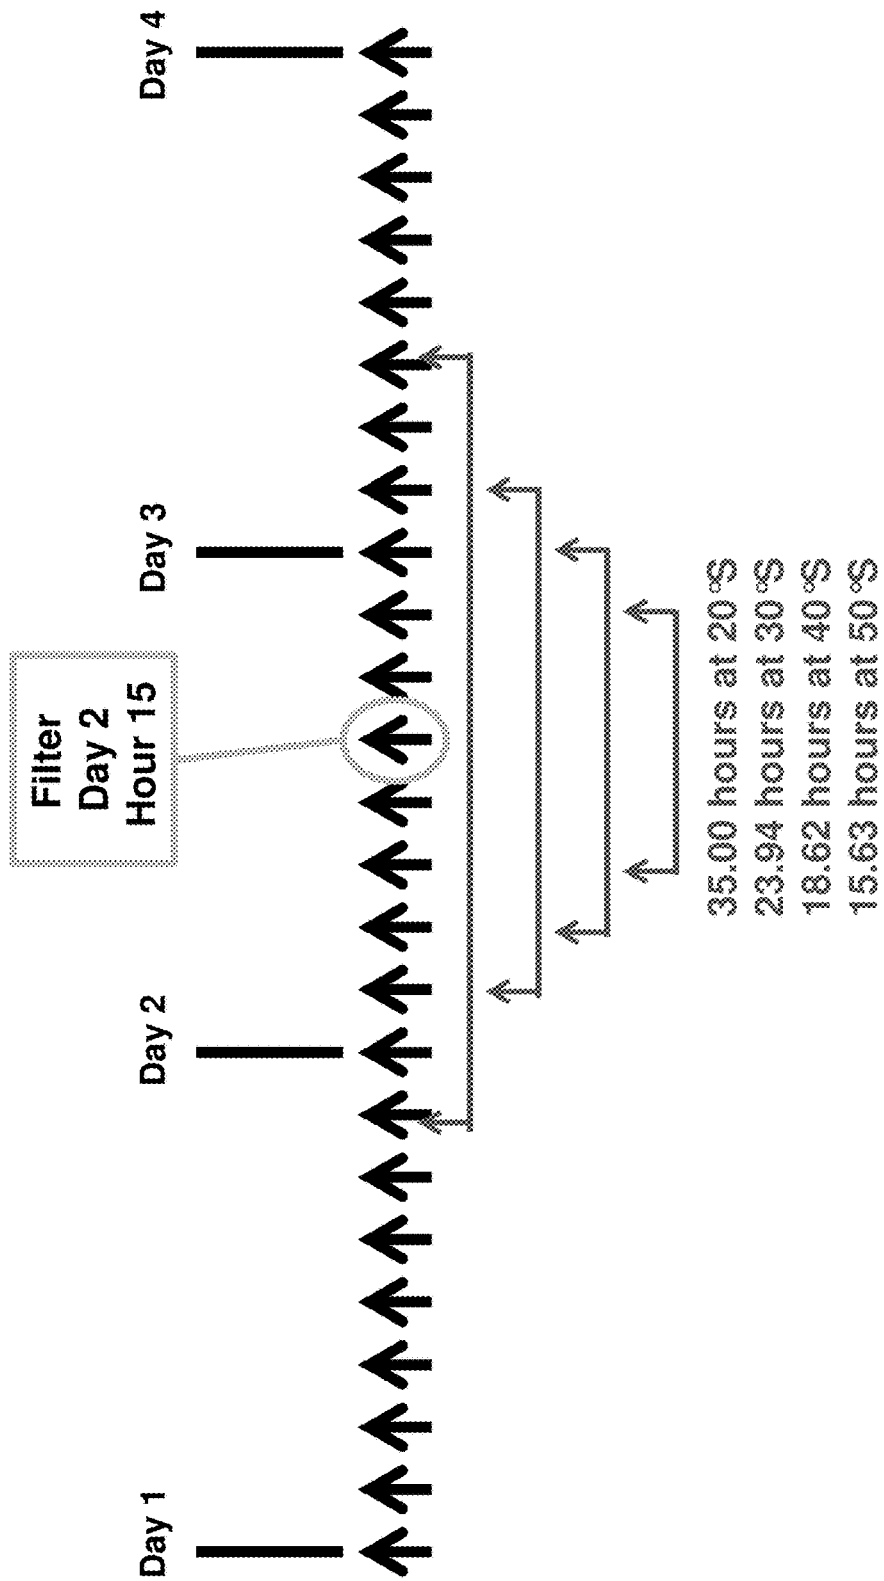 Day 1
Day 2
Day 3
Day 4
Filter
Day 2
Hour 15
35.00 hours at 20°S
23.94 hours at 30°S
18.62 hours at 40°S
15.63 hours at 50°S